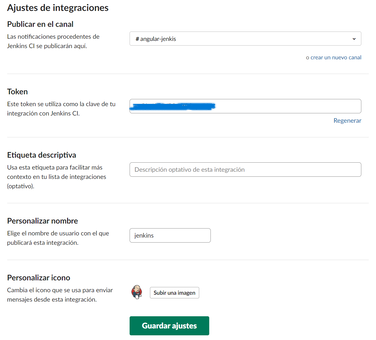 Ajustes de integraciones
Publicar en el canal
Las notificaciones procedentes de
Jenkins CI se publicarán aquí.
# angular-jenkis
o crear un nuevo canal
Token
Este token se utiliza como la clave de tu
integración con Jenkins CI.
Regenerar
Etiqueta descriptiva
Usa esta etiqueta para facilitar más
contexto en tu lista de integraciones
(optativo).
Descripción optativo de esta integración
Personalizar nombre
Elige el nombre de usuario con el que
publicará esta integración.
jenkins
Personalizar ícono
Cambia el icono que se usa para enviar
mensajes desde esta integración.
Subir una imagen
Guardar ajustes